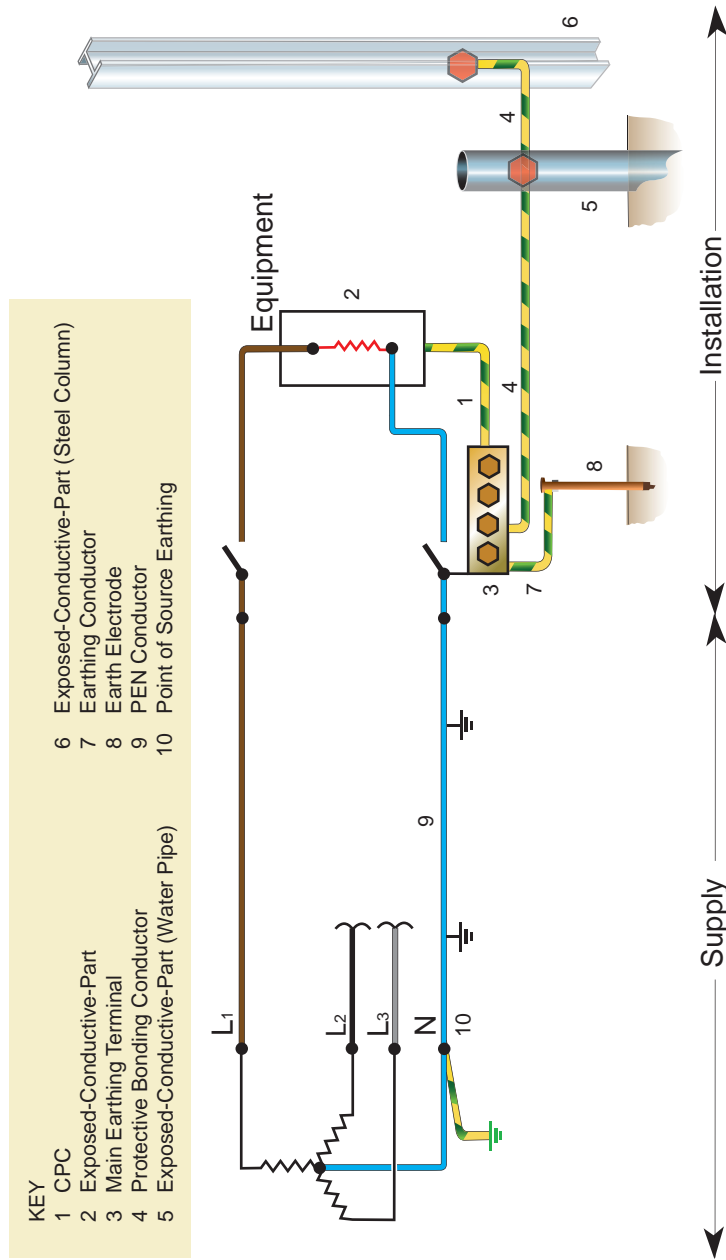 KEY
1 CPC
2 Exposed-Conductive-Part
3 Main Earthing Terminal
4 Protective Bonding Conductor
5 Exposed-Conductive-Part (Water Pipe)
6 Exposed-Conductive-Part (Steel Column)
7 Earthing Conductor
8 Earth Electrode
9 PEN Conductor
10 Point of Source Earthing
L1
L2
L3
N
10
9
Equipment
2
1
3
7
4
8
4
5
6
Supply
Installation